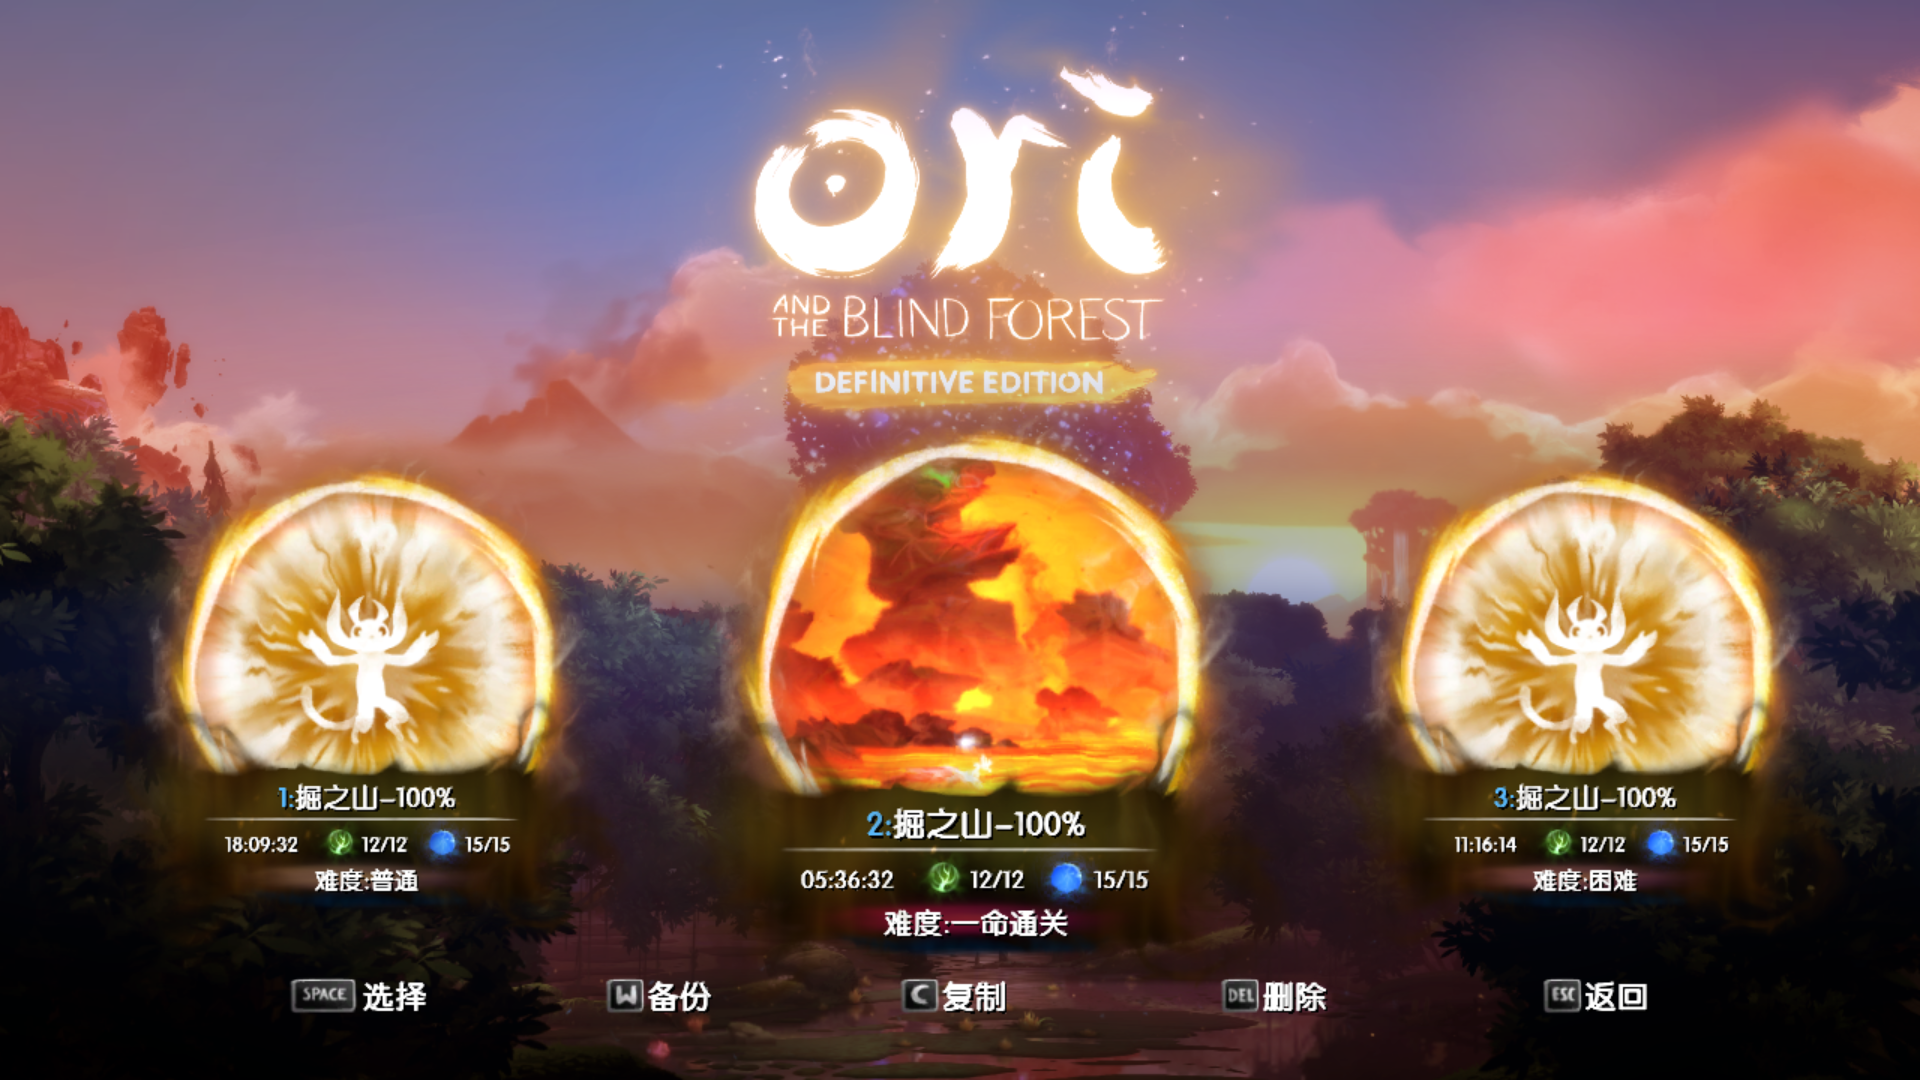 ori
AND THE BLIND FOREST
DEFINITIVE EDITION
1:掘之山-100%
18:09:32 12/12 15/15
难度:普通
2:掘之山-100%
05:36:32 12/12 15/15
难度:一命通关
3:掘之山-100%
11:16:14 12/12 15/15
难度:困难
SPACE 选择 W 备份 C 复制 DEL 删除 ESC 返回